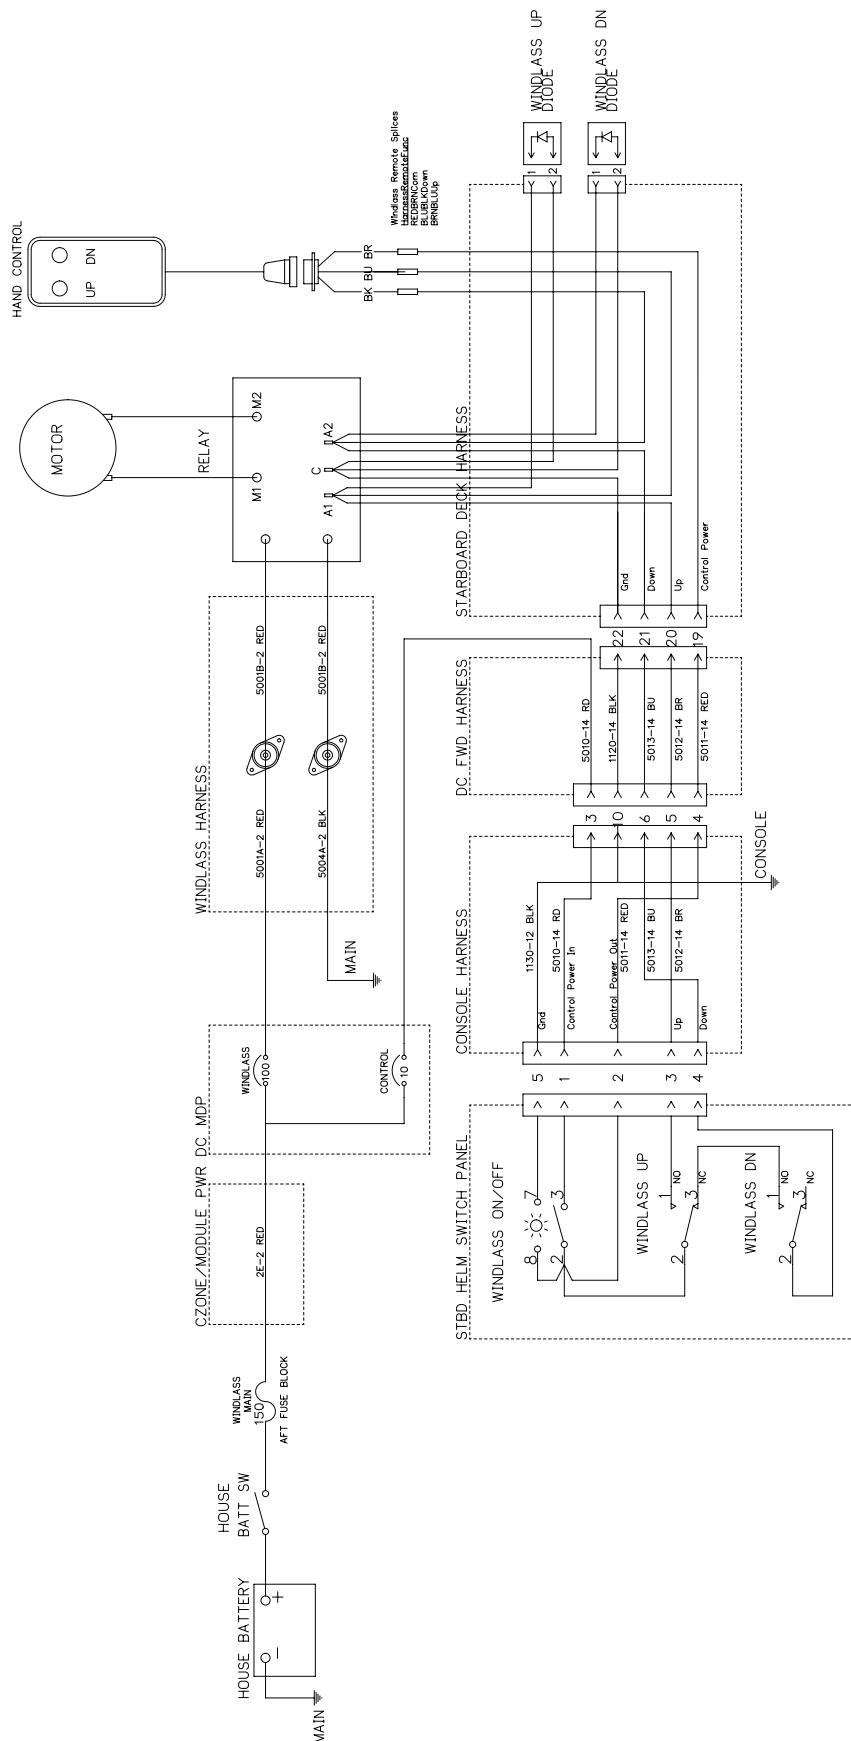 HAND CONTROL
UP DN
MOTOR
RELAY
M1
M2
A1
C
A2
BK
BU
BR
Windlass Remote Splices
HarnessRemoteFunc
REDBRNCom
BLUBLKDown
BRNBLUUp
WINDLASS UP
DIODE
1
2
WINDLASS DN
DIODE
1
2
STARBOARD DECK HARNESS
Gnd
Down
Up
Control Power
22
21
20
19
WINDLASS HARNESS
5001A-2 RED
5001B-2 RED
5004A-2 BLK
5001B-2 RED
MAIN
DC FWD HARNESS
5010-14 RD
1120-14 BLK
5013-14 BU
5012-14 BR
5011-14 RED
3
10
6
5
4
CONSOLE
CONSOLE HARNESS
1130-12 BLK
Gnd
5010-14 RD
Control Power In
Control Power Out
5011-14 RED
5013-14 BU
5012-14 BR
Up
Down
5
1
2
3
4
DC MDP
WINDLASS
100
CONTROL
10
CZONE/MODULE PWR
2E-2 RED
STBD HELM SWITCH PANEL
WINDLASS ON/OFF
8
7
2
3
WINDLASS UP
2
1
NO
3
NC
WINDLASS DN
2
1
NO
3
NC
WINDLASS
MAIN
150
AFT FUSE BLOCK
HOUSE
BATT SW
HOUSE BATTERY
-
+
MAIN